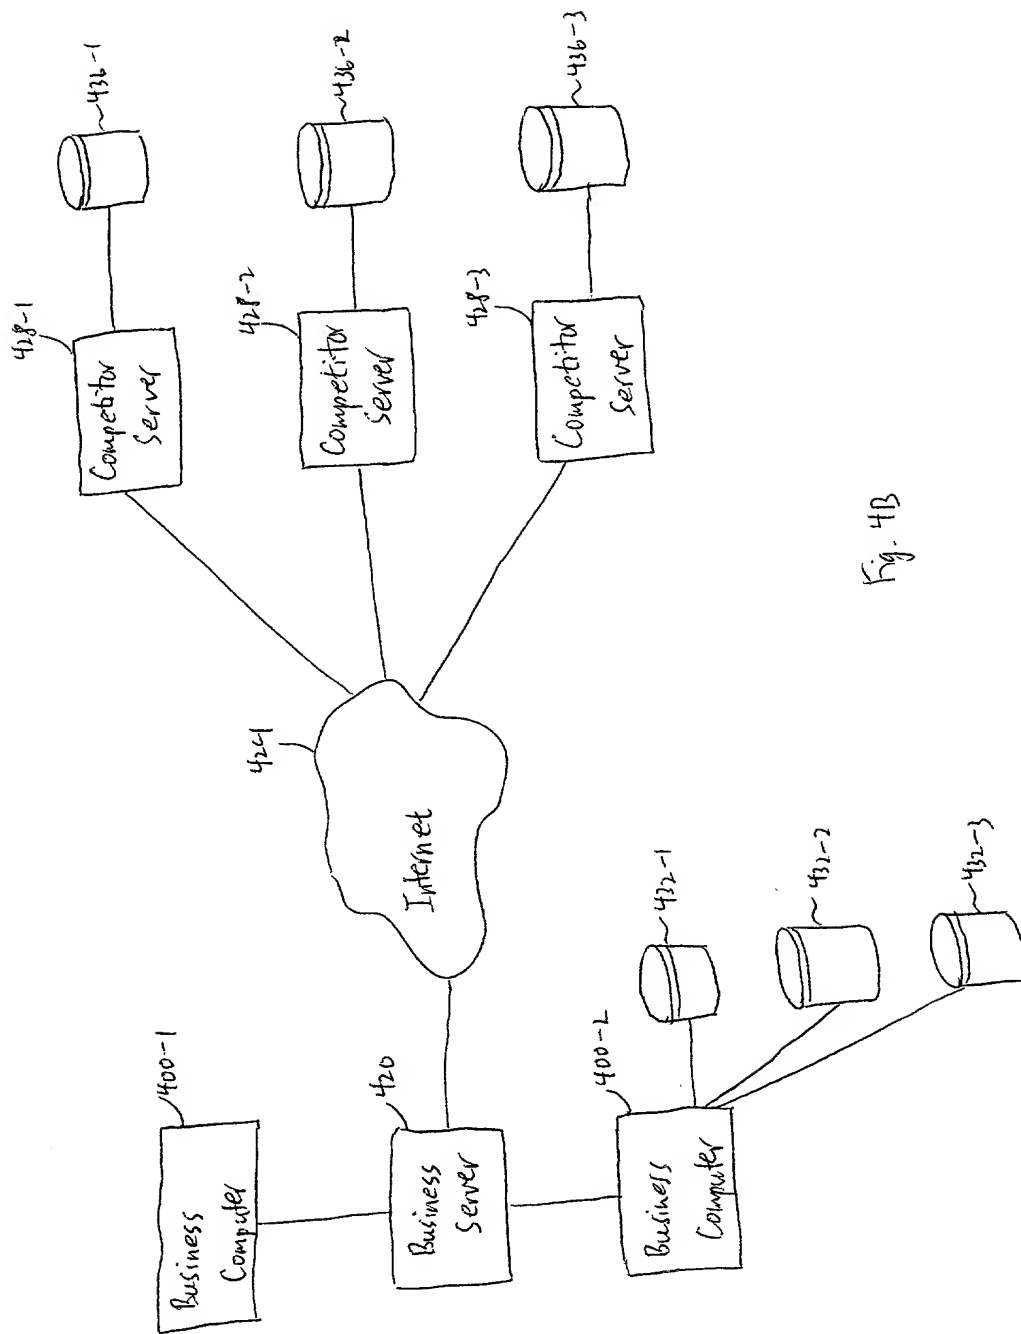 400-1
Business
Computer
420
Business
Server
400-2
Business
Computer
432-1
432-2
432-3
424
Internet
428-1
Competitor
Server
436-1
428-2
Competitor
Server
436-2
428-3
Competitor
Server
436-3
Fig. 4B